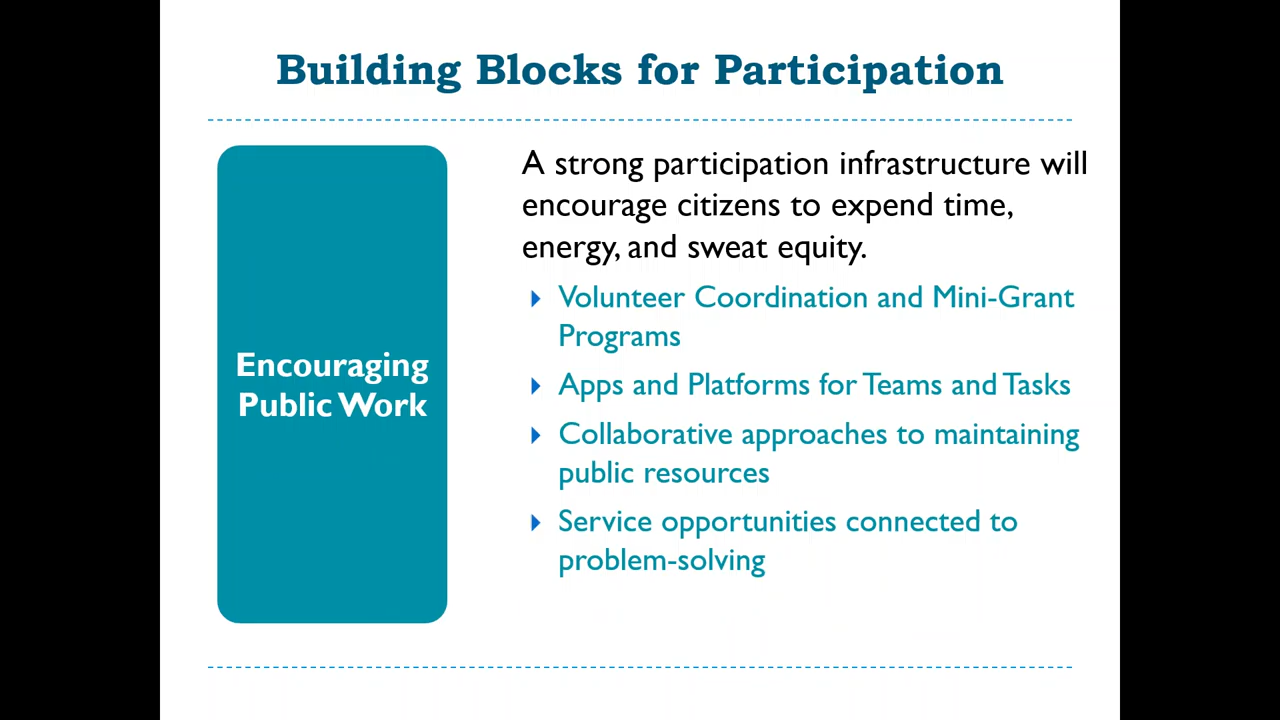 Building Blocks for Participation
Encouraging
Public Work
A strong participation infrastructure will
encourage citizens to expend time,
energy, and sweat equity.
Volunteer Coordination and Mini-Grant
Programs
Apps and Platforms for Teams and Tasks
Collaborative approaches to maintaining
public resources
Service opportunities connected to
problem-solving